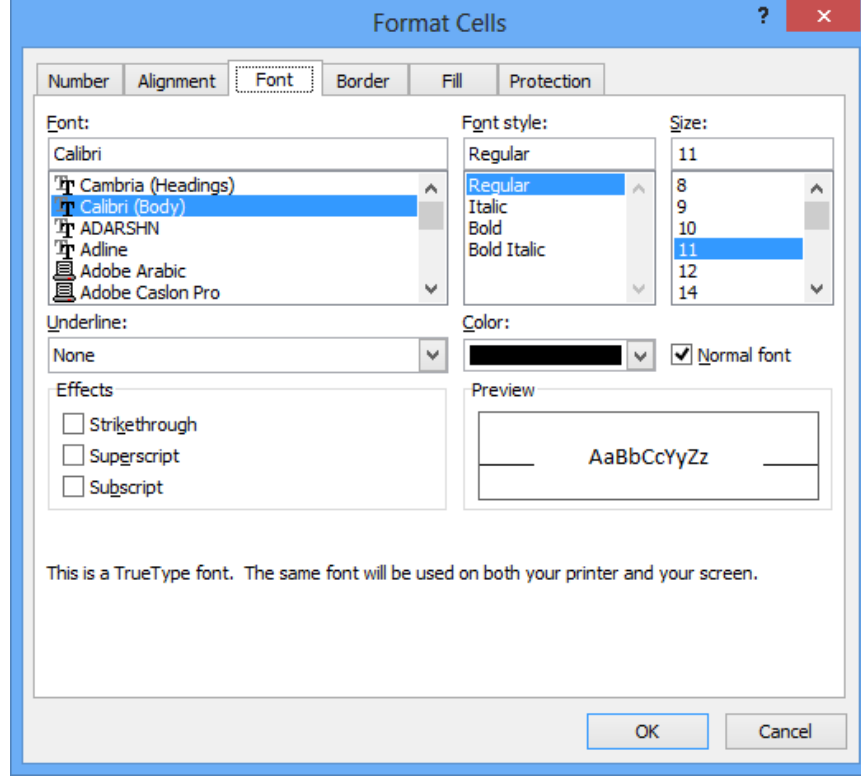 Format Cells
?
×
Number Alignment Font Border Fill Protection
Font: Font style: Size:
Calibri Regular 11
Cambria (Headings) Regular 8
Calibri (Body) Italic 9
ADARSHN Bold 10
Adline Bold Italic 11
Adobe Arabic 12
Adobe Caslon Pro 14
Underline: Color:
None Normal font
Effects Preview
Strikethrough
Superscript AaBbCcYyZz
Subscript
This is a TrueType font. The same font will be used on both your printer and your screen.
OK Cancel